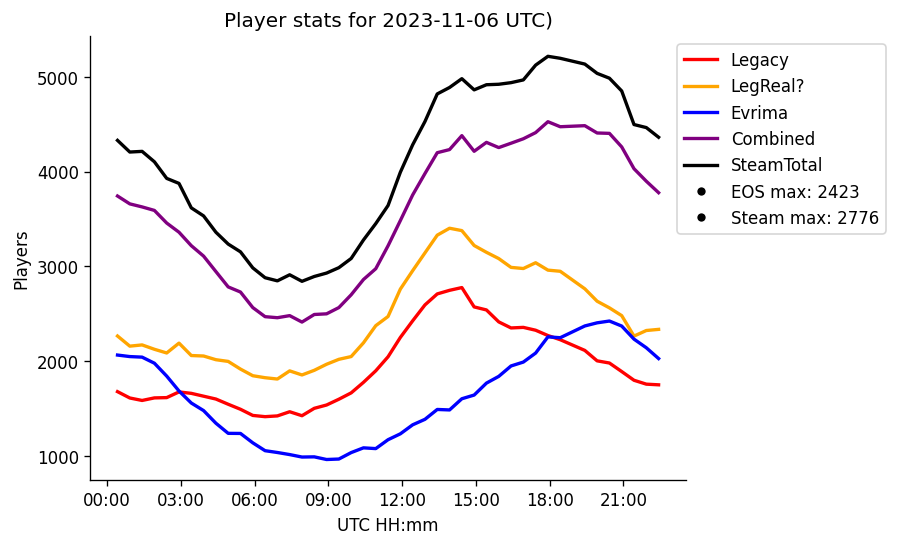 Player stats for 2023-11-06 UTC)
Legacy
LegReal?
Evrima
Combined
SteamTotal
EOS max: 2423
Steam max: 2776
Players
5000
4000
3000
2000
1000
00:00 03:00 06:00 09:00 12:00 15:00 18:00 21:00
UTC HH:mm